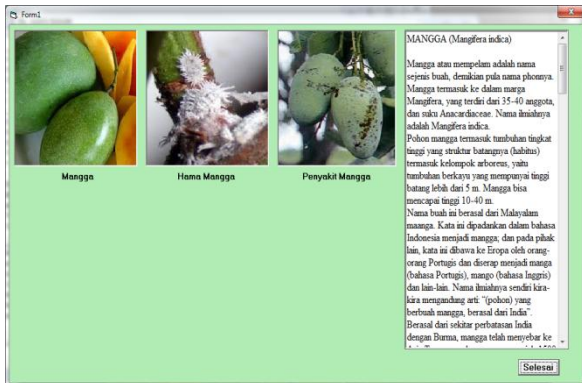 Form1
Mangga
Hama Mangga
Penyakit Mangga
MANGGA (Mangifera indica)
Mangga atau mempelam adalah nama
sejenis buah, demikian pula nama phonnya.
Mangga termasuk ke dalam marga
Mangifera, yang terdiri dari 35-40 anggota,
dan suku Anacardiaceae. Nama ilmiahnya
adalah Mangifera indica.
Pohon mangga termasuk tumbuhan tingkat
tinggi yang struktur batangnya (habitus)
termasuk kelompok arboreus, yaitu
tumbuhan berkayu yang mempunyai tinggi
batang lebih dari 5 m. Mangga bisa
mencapai tinggi 10-40 m.
Nama buah ini berasal dari Malayalam
maanga. Kata ini dipadankan dalam bahasa
Indonesia menjadi mangga; dan pada pihak
lain, kata ini dibawa ke Eropa oleh orang-
orang Portugis dan diserap menjadi manga
(bahasa Portugis), mango (bahasa Inggris)
dan lain-lain. Nama ilmiahnya sendiri kira-
kira mengandung arti: "(pohon) yang
berbuah mangga, berasal dari India".
Berasal dari sekitar perbatasan India
dengan Burma, mangga telah menyebar ke
Selesai